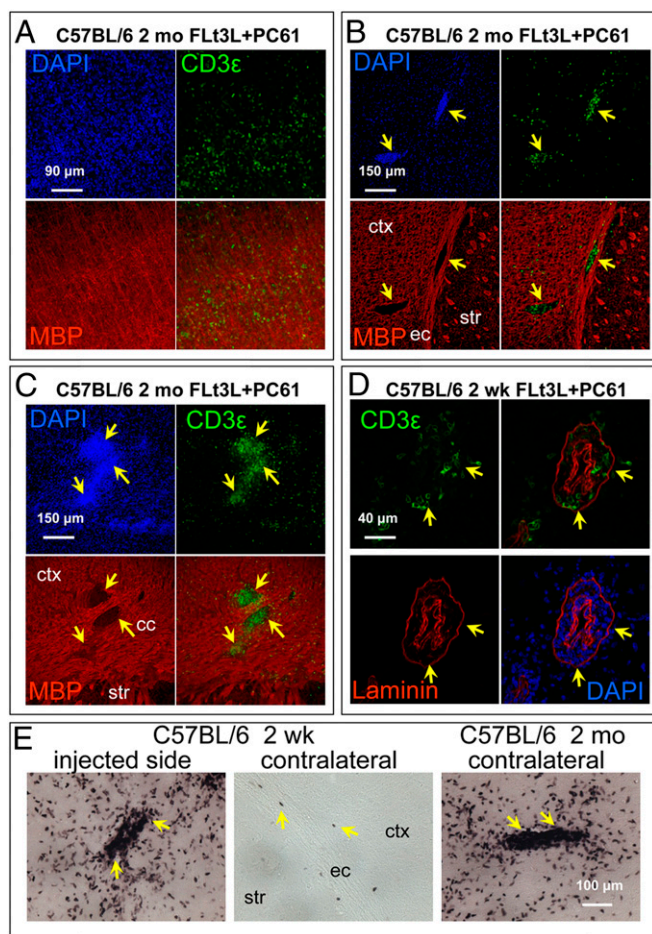 A
C57BL/6 2 mo FLt3L+PC61
DAPI
CD3ε
90 µm
MBP
B
C57BL/6 2 mo FLt3L+PC61
DAPI
150 µm
ctx
str
MBP
ec
C
C57BL/6 2 mo FLt3L+PC61
DAPI
CD3ε
150 µm
ctx
cc
MBP
str
D
C57BL/6 2 wk FLt3L+PC61
CD3ε
40 µm
Laminin
DAPI
E
C57BL/6 2 wk
injected side
contralateral
C57BL/6 2 mo
contralateral
ctx
ec
str
100 µm